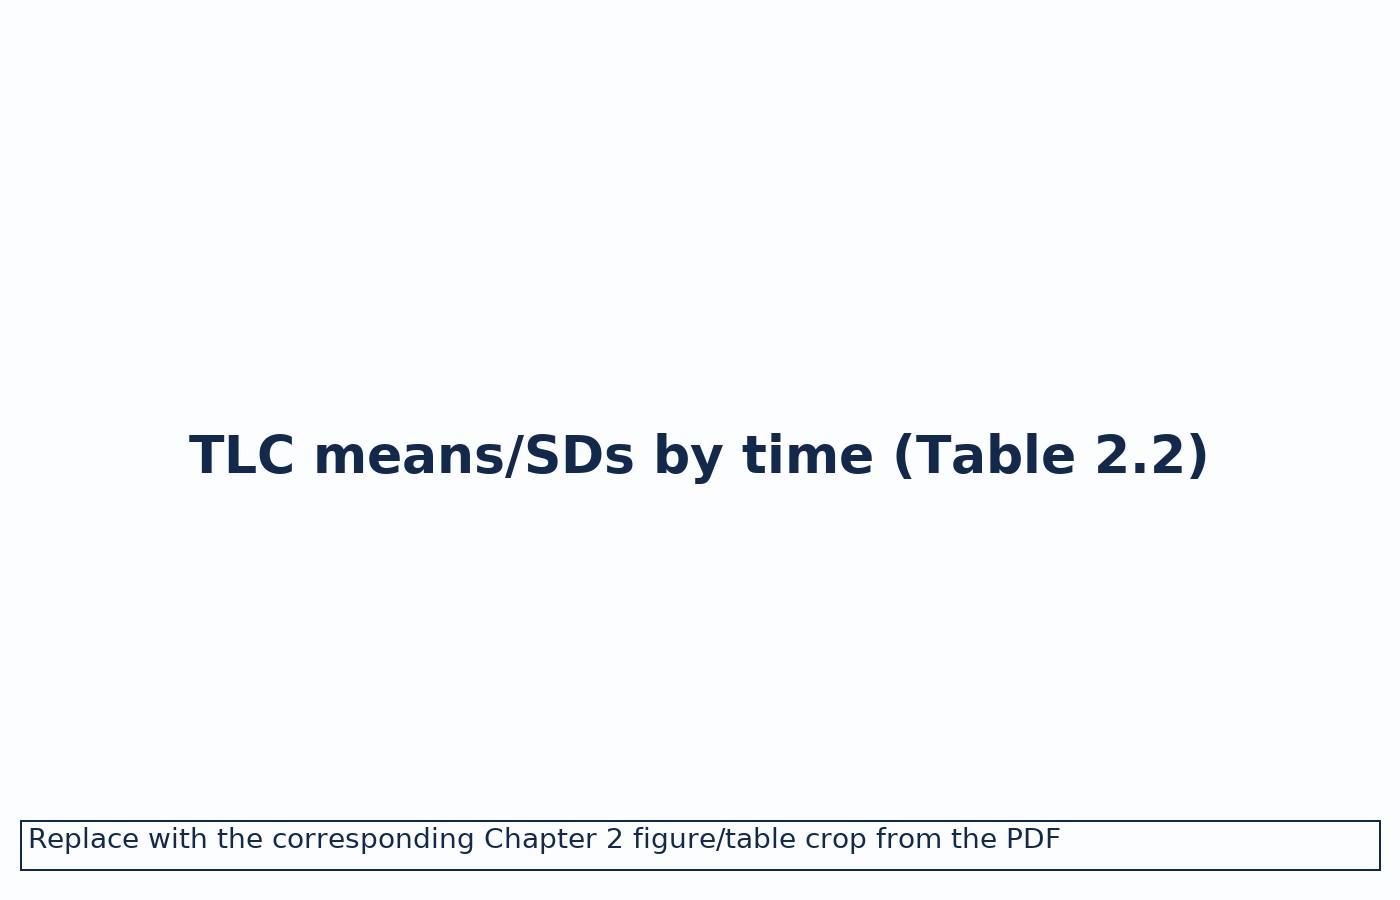 TLC means/SDs by time (Table 2.2)
Replace with the corresponding Chapter 2 figure/table crop from the PDF